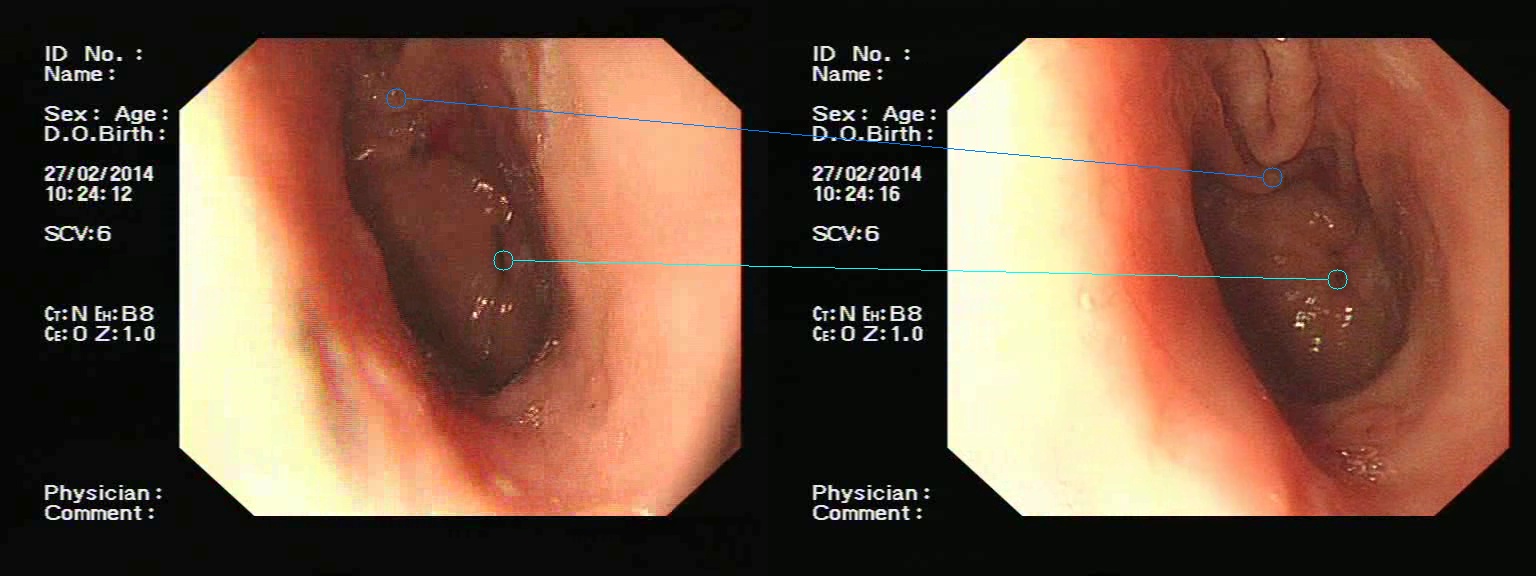 ID No. :
Name:
Sex: Age:
D.O.Birth:
27/02/2014
10:24:12
SCV:6
CT:N EH:B8
CE:0 Z:1.0
Physician:
Comment:
ID No. :
Name:
Sex: Age:
D.O.Birth:
27/02/2014
10:24:16
SCV:6
CT:N EH:B8
CE:0 Z:1.0
Physician:
Comment: